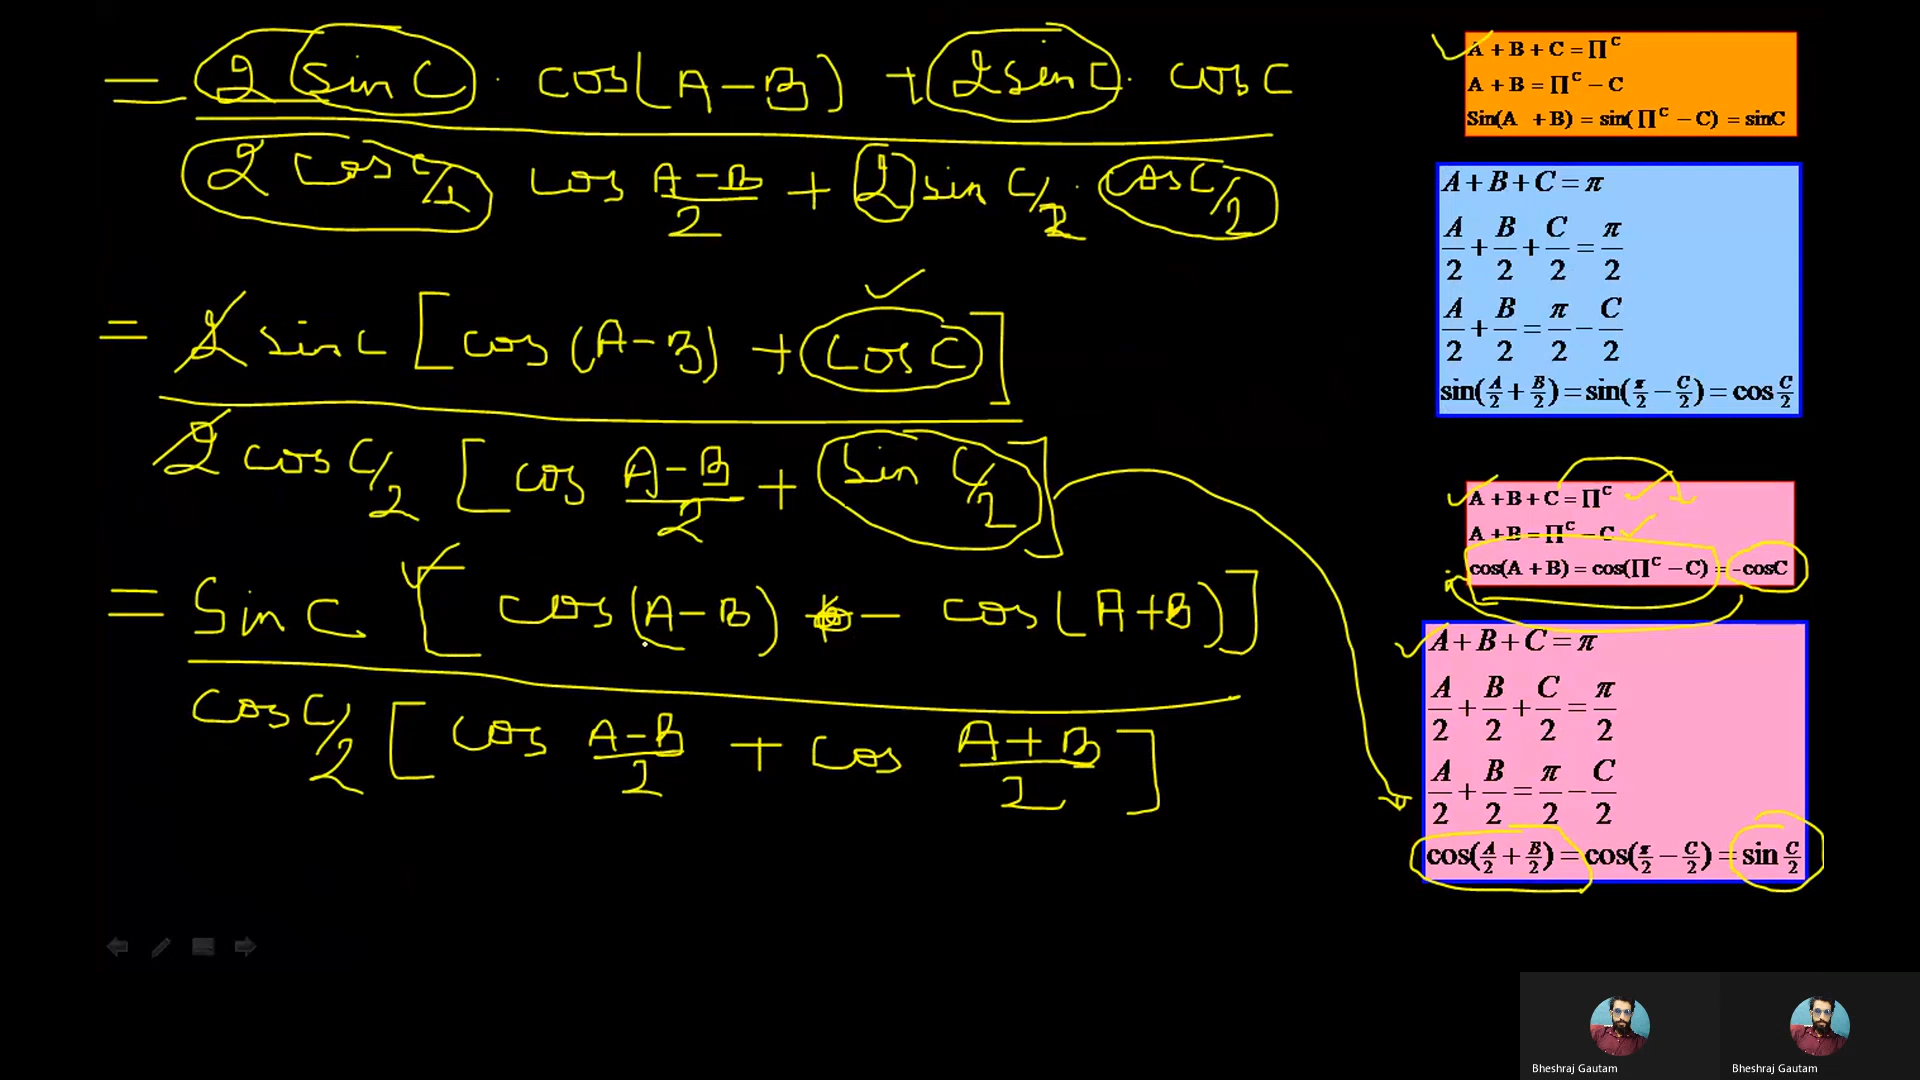 = 2 sin C · cos(A-B) + 2 sin C · cos C
2 cos C/2 cos A-B/2 + 2 sin C/2 · cos C/2
= 2 sin C [cos (A-B) + cos C]
2 cos C/2 [cos A-B/2 + sin C/2]
= Sin C [cos(A-B) - cos(A+B)]
cos C/2 [cos A-B/2 + cos A+B/2]
A + B + C = ∏ᶜ
A + B = ∏ᶜ - C
Sin(A + B) = sin( ∏ᶜ - C) = sinC
A + B + C = π
A/2 + B/2 + C/2 = π/2
A/2 + B/2 = π/2 - C/2
sin(A/2 + B/2) = sin(π/2 - C/2) = cos C/2
A + B + C = ∏ᶜ
A + B = ∏ᶜ - C
cos(A + B) = cos(∏ᶜ - C) = -cosC
A + B + C = π
A/2 + B/2 + C/2 = π/2
A/2 + B/2 = π/2 - C/2
cos(A/2 + B/2) = cos(π/2 - C/2) = sin C/2
Bheshraj Gautam
Bheshraj Gautam